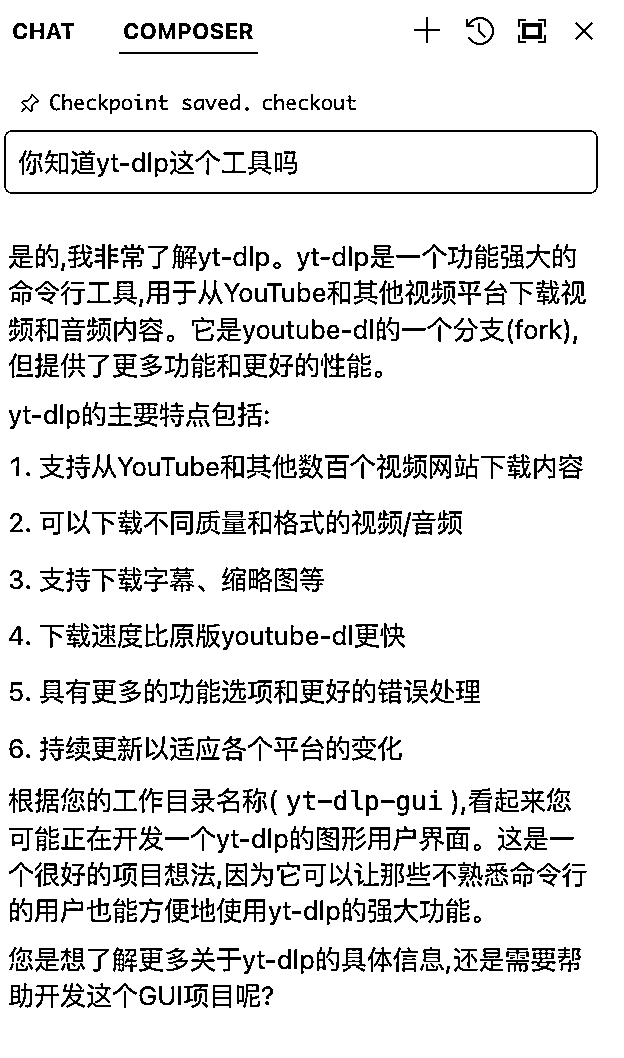 CHAT COMPOSER
Checkpoint saved. checkout
你知道yt-dlp这个工具吗
是的,我非常了解yt-dlp。yt-dlp是一个功能强大的
命令行工具,用于从YouTube和其他视频平台下载视
频和音频内容。它是youtube-dl的一个分支(fork),
但提供了更多功能和更好的性能。
yt-dlp的主要特点包括:
1. 支持从YouTube和其他数百个视频网站下载内容
2. 可以下载不同质量和格式的视频/音频
3. 支持下载字幕、缩略图等
4. 下载速度比原版youtube-dl更快
5. 具有更多的功能选项和更好的错误处理
6. 持续更新以适应各个平台的变化
根据您的工作目录名称( yt-dlp-gui ),看起来您
可能正在开发一个yt-dlp的图形用户界面。这是一
个很好的项目想法,因为它可以让那些不熟悉命令行
的用户也能方便地使用yt-dlp的强大功能。
您是想了解更多关于yt-dlp的具体信息,还是需要帮
助开发这个GUI项目呢?